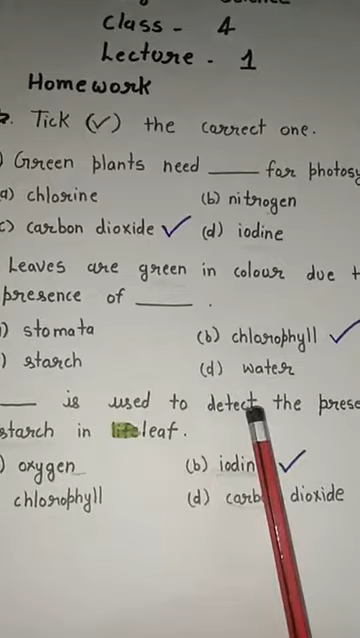 Class - 4
Lecture - 1
Homework
Tick (✓) the correct one.
Green plants need ____ for photosy
a) chlorine (b) nitrogen
c) carbon dioxide ✓ (d) iodine
Leaves are green in colour due t
presence of ____ .
) stomata (b) chlorophyll ✓
) starch (d) water
____ is used to detect the prese
starch in leaf.
) oxygen (b) iodin ✓
chlorophyll (d) carb dioxide